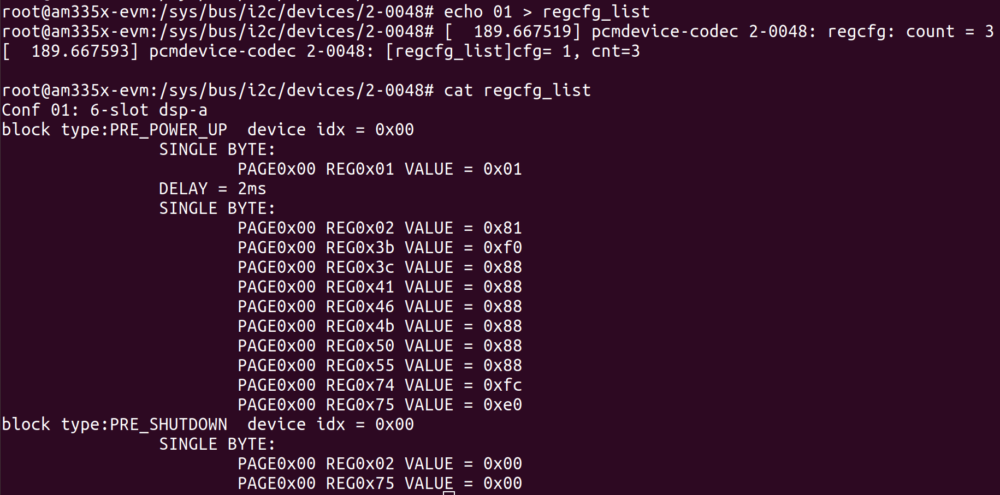 root@am335x-evm:/sys/bus/i2c/devices/2-0048# echo 01 > regcfg_list
root@am335x-evm:/sys/bus/i2c/devices/2-0048# [  189.667519] pcmdevice-codec 2-0048: regcfg: count = 3
[  189.667593] pcmdevice-codec 2-0048: [regcfg_list]cfg= 1, cnt=3
root@am335x-evm:/sys/bus/i2c/devices/2-0048# cat regcfg_list
Conf 01: 6-slot dsp-a
block type:PRE_POWER_UP  device idx = 0x00
SINGLE BYTE:
PAGE0x00 REG0x01 VALUE = 0x01
DELAY = 2ms
SINGLE BYTE:
PAGE0x00 REG0x02 VALUE = 0x81
PAGE0x00 REG0x3b VALUE = 0xf0
PAGE0x00 REG0x3c VALUE = 0x88
PAGE0x00 REG0x41 VALUE = 0x88
PAGE0x00 REG0x46 VALUE = 0x88
PAGE0x00 REG0x4b VALUE = 0x88
PAGE0x00 REG0x50 VALUE = 0x88
PAGE0x00 REG0x55 VALUE = 0x88
PAGE0x00 REG0x74 VALUE = 0xfc
PAGE0x00 REG0x75 VALUE = 0xe0
block type:PRE_SHUTDOWN  device idx = 0x00
SINGLE BYTE:
PAGE0x00 REG0x02 VALUE = 0x00
PAGE0x00 REG0x75 VALUE = 0x00